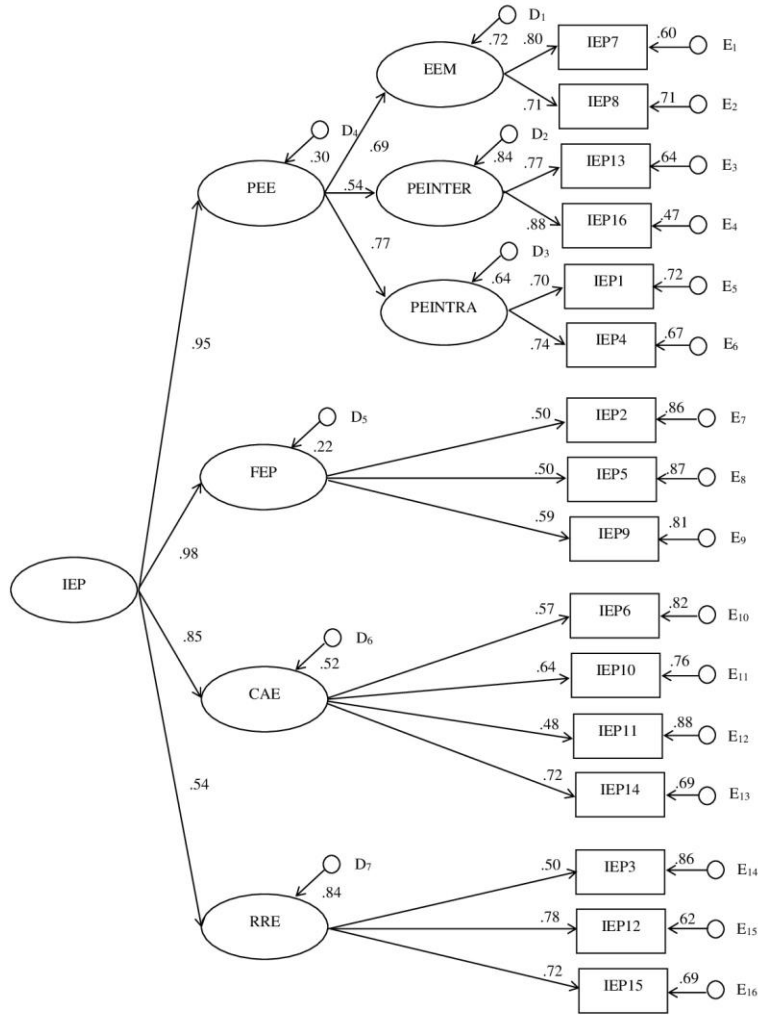 D₁
.72
.80
IEP7
.60
E₁
EEM
.71
IEP8
.71
E₂
D₄
.30
.69
D₂
.84
.77
IEP13
.64
E₃
PEE
.54
PEINTER
.88
IEP16
.47
E₄
.77
D₃
.64
.70
IEP1
.72
E₅
PEINTRA
.74
IEP4
.67
E₆
.95
D₅
.22
.50
IEP2
.86
E₇
FEP
.50
IEP5
.87
E₈
.59
IEP9
.81
E₉
.98
IEP
.85
D₆
.52
.57
IEP6
.82
E₁₀
CAE
.64
IEP10
.76
E₁₁
.48
IEP11
.88
E₁₂
.72
IEP14
.69
E₁₃
.54
D₇
.84
.50
IEP3
.86
E₁₄
RRE
.78
IEP12
.62
E₁₅
.72
IEP15
.69
E₁₆